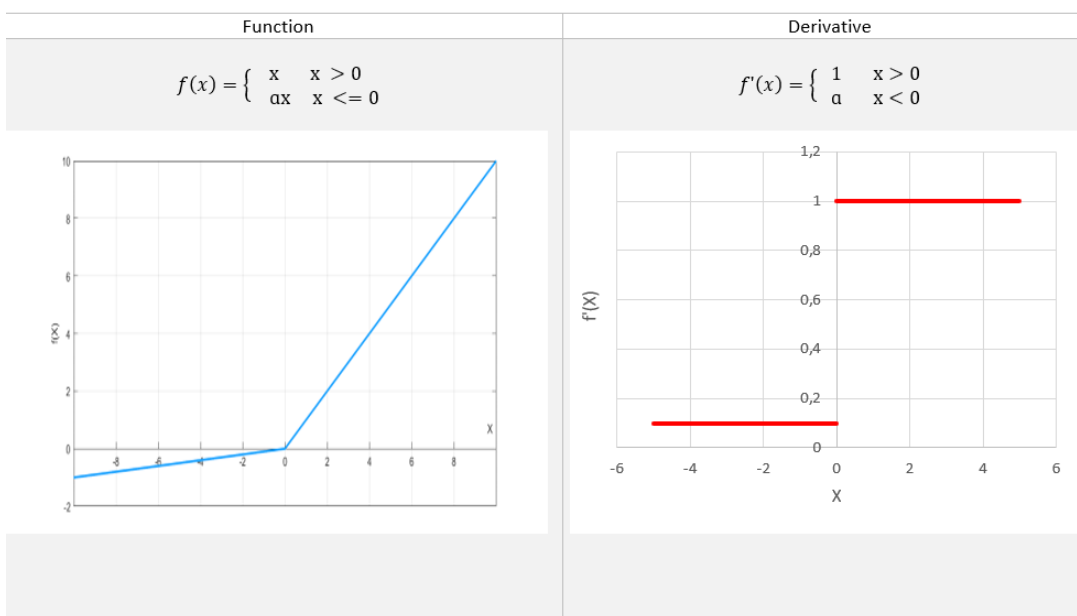 Function
Derivative
f(x) = { x x > 0
ax x <= 0
f'(x) = { 1 x > 0
a x < 0
10
8
6
4
2
0
-2
f(X)
-8 -6 -4 -2 0 2 4 6 8
X
1,2
1
0,8
0,6
0,4
0,2
0
f'(X)
-6 -4 -2 0 2 4 6
X